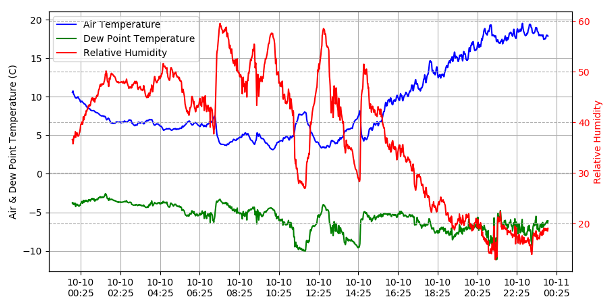 Air Temperature
Dew Point Temperature
Relative Humidity
Air & Dew Point Temperature (C)
20
15
10
5
0
−5
−10
60
50
40
30
20
Relative Humidity
10-10 10-10 10-10 10-10 10-10 10-10 10-10 10-10 10-10 10-10 10-10 10-10 10-11
00:25 02:25 04:25 06:25 08:25 10:25 12:25 14:25 16:25 18:25 20:25 22:25 00:25